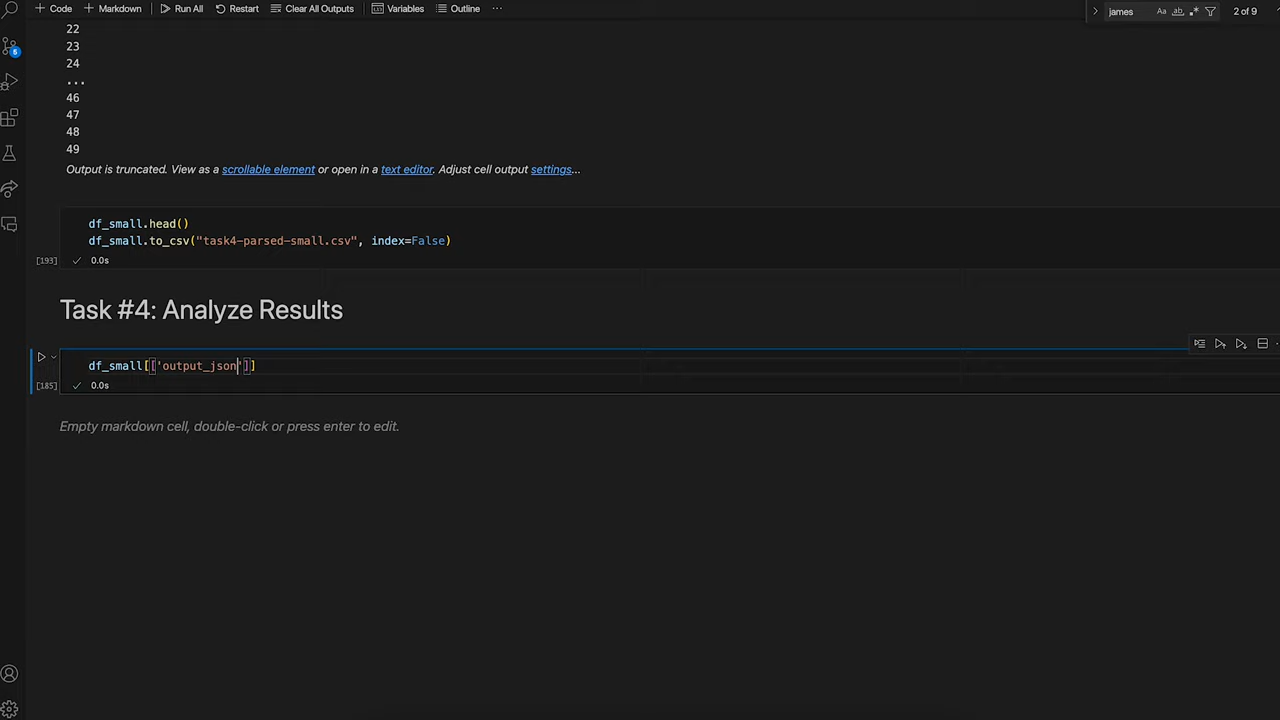 Code Markdown Run All Restart Clear All Outputs Variables Outline ... james Aa ab 2 of 9
22
23
24
...
46
47
48
49
Output is truncated. View as a scrollable element or open in a text editor. Adjust cell output settings...
df_small.head()
df_small.to_csv("task4-parsed-small.csv", index=False)
[193] 0.0s
Task #4: Analyze Results
df_small[['output_json']]
[185] 0.0s
Empty markdown cell, double-click or press enter to edit.
6